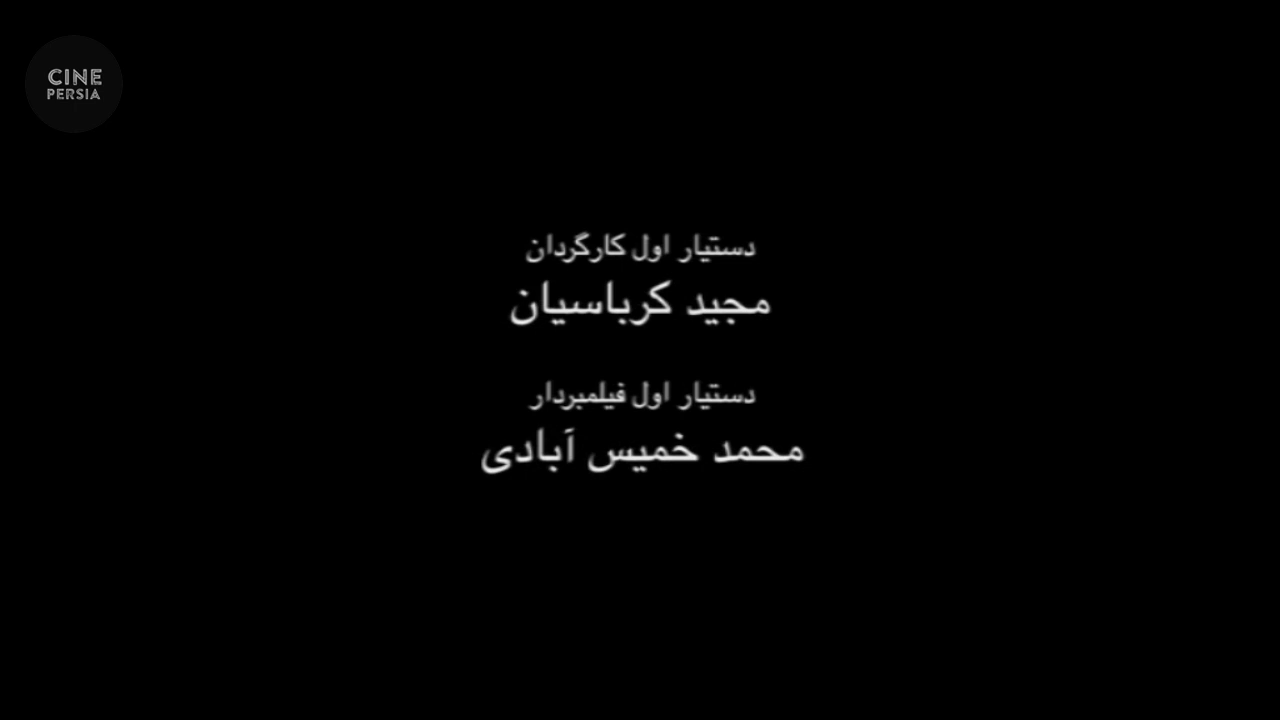 CINE
PERSIA
دستیار اول کارگردان
مجید کرباسیان
دستیار اول فیلمبردار
محمد خمیس آبادی